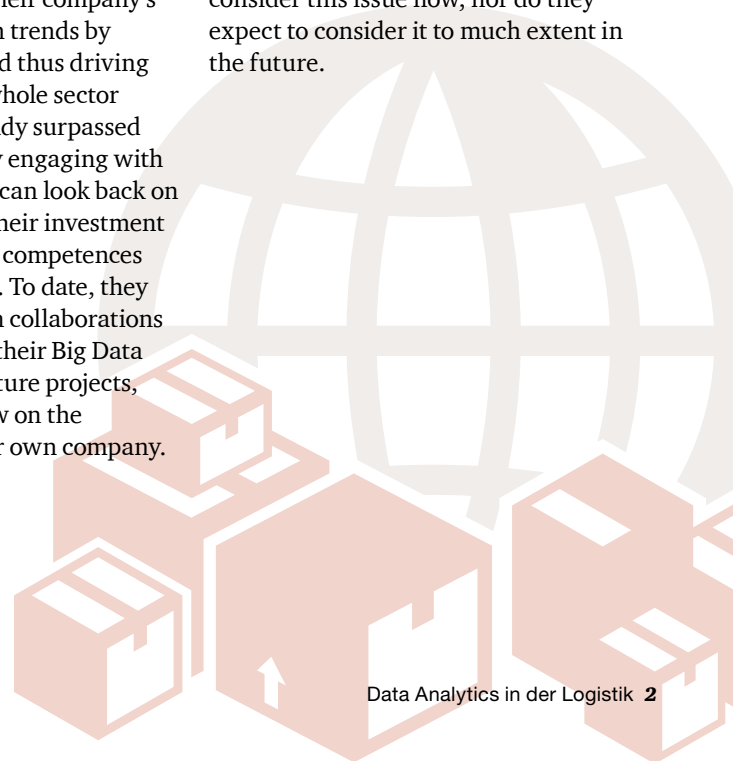 heir company's
n trends by
d thus driving
whole sector
dy surpassed
y engaging with
can look back on
heir investment
competences
. To date, they
n collaborations
their Big Data
ture projects,
w on the
r own company.
consider this issue now, nor do they
expect to consider it to much extent in
the future.
Data Analytics in der Logistik 2